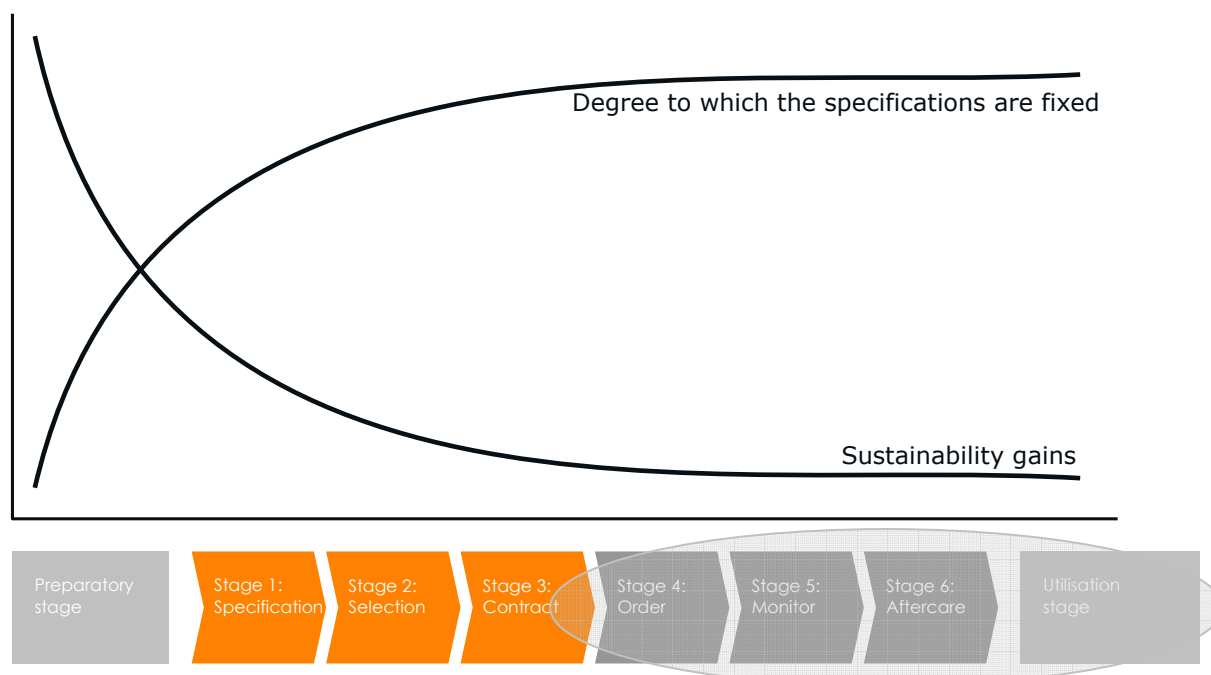 Degree to which the specifications are fixed
Sustainability gains
Preparatory
stage
Stage 1:
Specification
Stage 2:
Selection
Stage 3:
Contract
Stage 4:
Order
Stage 5:
Monitor
Stage 6:
Aftercare
Utilisation
stage